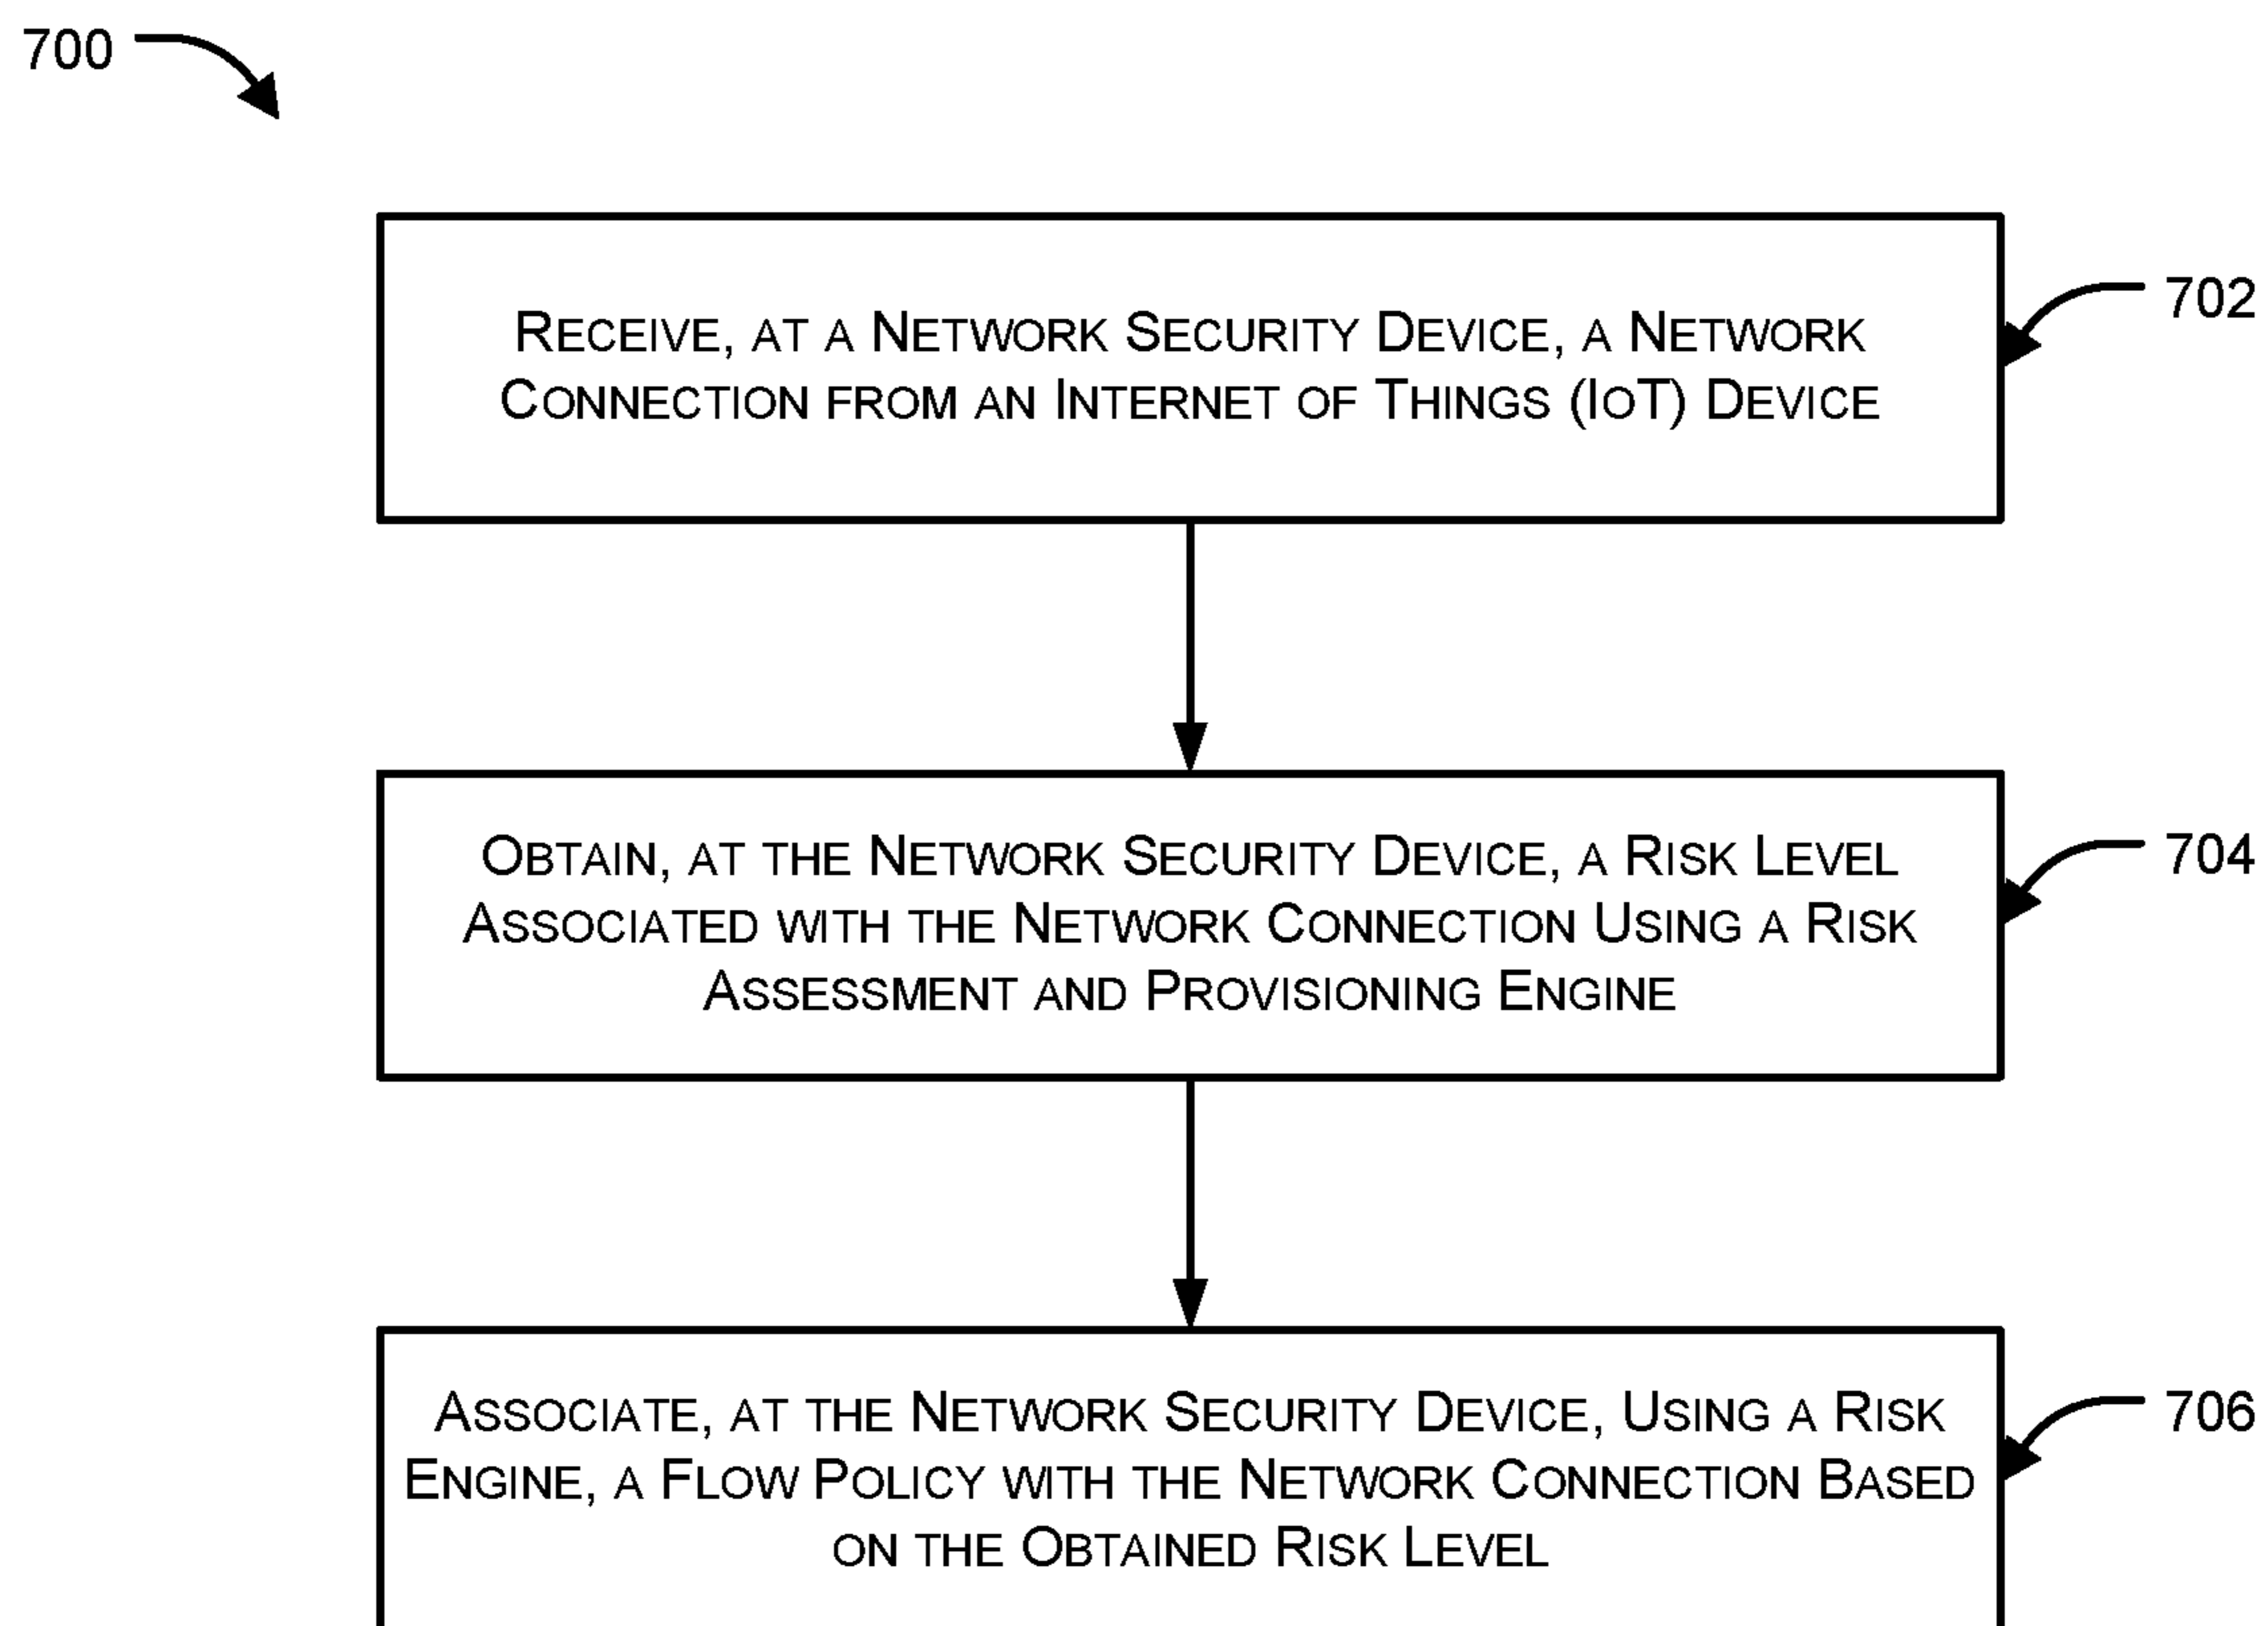 700
RECEIVE, AT A NETWORK SECURITY DEVICE, A NETWORK
CONNECTION FROM AN INTERNET OF THINGS (IOT) DEVICE
702
OBTAIN, AT THE NETWORK SECURITY DEVICE, A RISK LEVEL
ASSOCIATED WITH THE NETWORK CONNECTION USING A RISK
ASSESSMENT AND PROVISIONING ENGINE
704
ASSOCIATE, AT THE NETWORK SECURITY DEVICE, USING A RISK
ENGINE, A FLOW POLICY WITH THE NETWORK CONNECTION BASED
ON THE OBTAINED RISK LEVEL
706